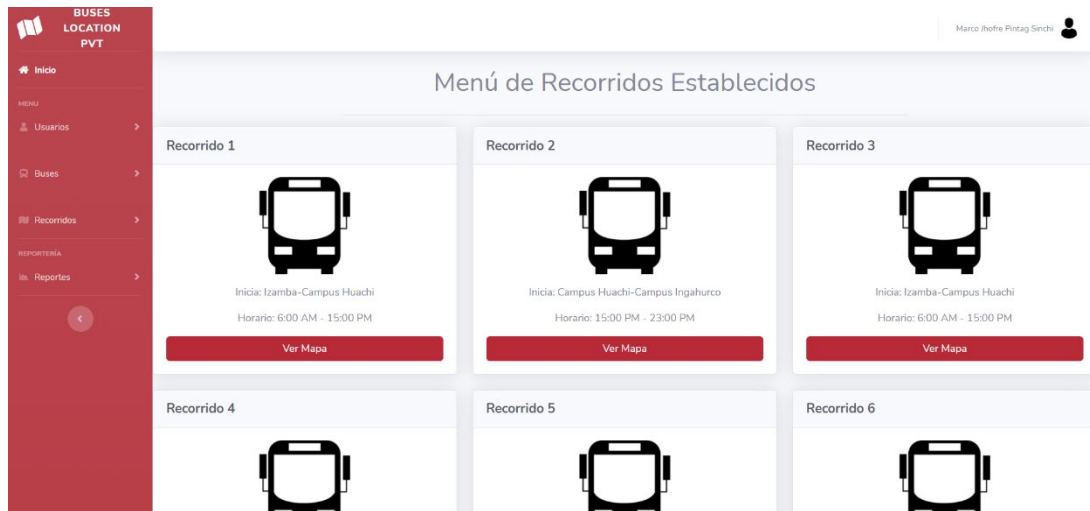 BUSES
LOCATION
PVT
Marco Jhofre Pintag Sinchi
Inicio
MENU
Usuarios
Buses
Recorridos
REPORTERÍA
Reportes
Menú de Recorridos Establecidos
Recorrido 1
Inicia: Izamba-Campus Huachi
Horario: 6:00 AM - 15:00 PM
Ver Mapa
Recorrido 2
Inicia: Campus Huachi-Campus Ingahurco
Horario: 15:00 PM - 23:00 PM
Ver Mapa
Recorrido 3
Inicia: Izamba-Campus Huachi
Horario: 6:00 AM - 15:00 PM
Ver Mapa
Recorrido 4
Recorrido 5
Recorrido 6